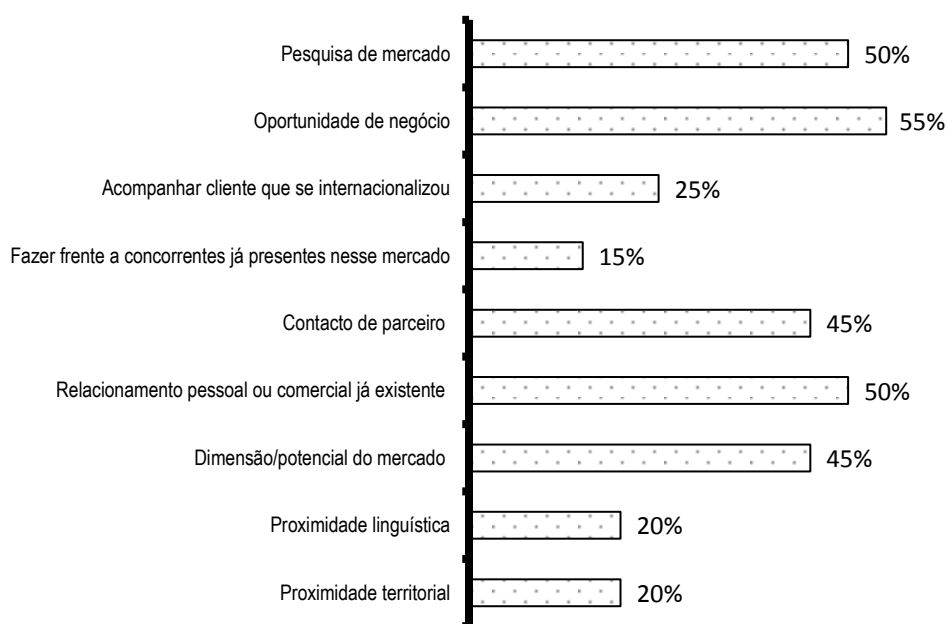 Pesquisa de mercado 50%
Oportunidade de negócio 55%
Acompanhar cliente que se internacionalizou 25%
Fazer frente a concorrentes já presentes nesse mercado 15%
Contacto de parceiro 45%
Relacionamento pessoal ou comercial já existente 50%
Dimensão/potencial do mercado 45%
Proximidade linguística 20%
Proximidade territorial 20%